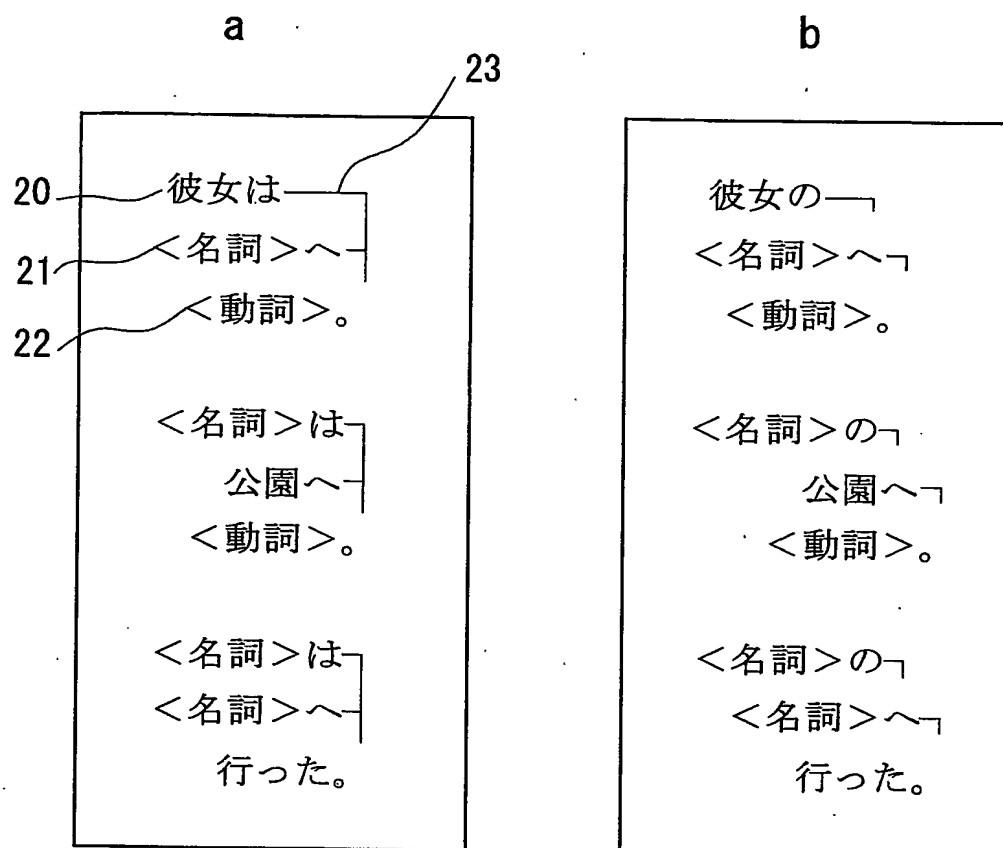 a
23
20 彼女は
21 <名詞>へ
22 <動詞>。
<名詞>は
公園へ
<動詞>。
<名詞>は
<名詞>へ
行った。
b
彼女の
<名詞>へ
<動詞>。
<名詞>の
公園へ
<動詞>。
<名詞>の
<名詞>へ
行った。